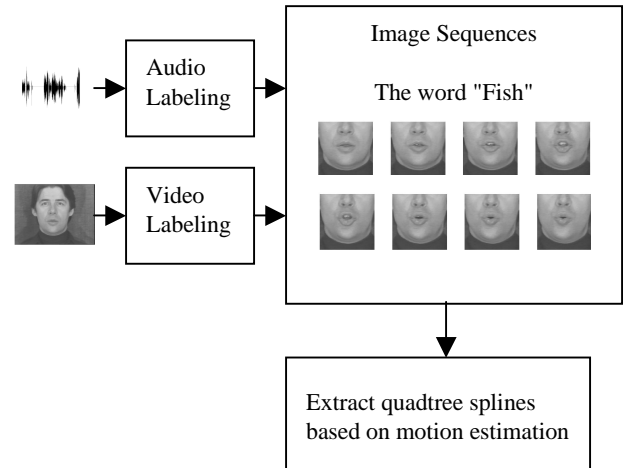 Audio
Labeling
Video
Labeling
Image Sequences
The word "Fish"
Extract quadtree splines
based on motion estimation